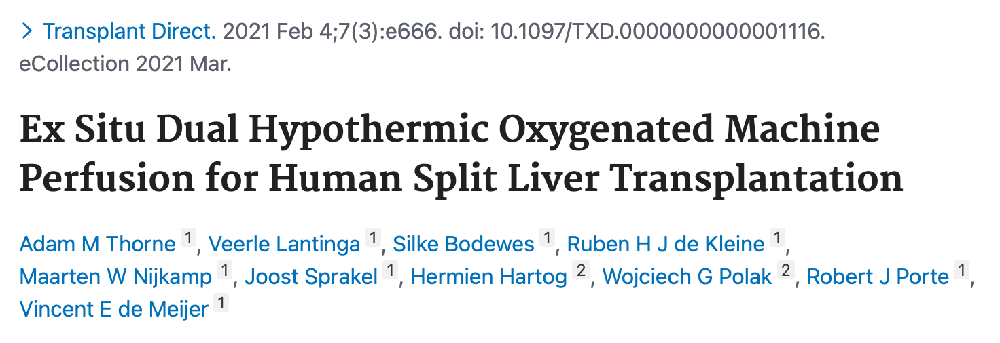 > Transplant Direct. 2021 Feb 4;7(3):e666. doi: 10.1097/TXD.0000000000001116.
eCollection 2021 Mar.
Ex Situ Dual Hypothermic Oxygenated Machine
Perfusion for Human Split Liver Transplantation
Adam M Thorne 1, Veerle Lantinga 1, Silke Bodewes 1, Ruben H J de Kleine 1,
Maarten W Nijkamp 1, Joost Sprakel 1, Hermien Hartog 2, Wojciech G Polak 2, Robert J Porte 1,
Vincent E de Meijer 1